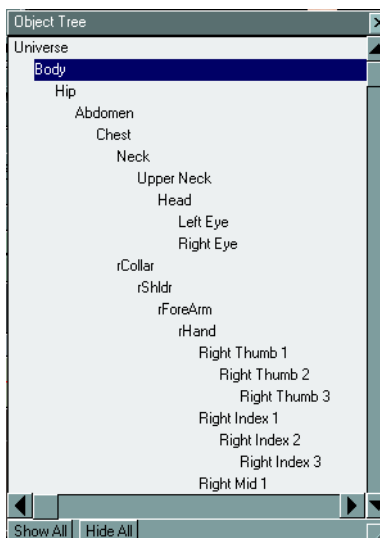 Object Tree
Universe
Body
Hip
Abdomen
Chest
Neck
Upper Neck
Head
Left Eye
Right Eye
rCollar
rShldr
rForeArm
rHand
Right Thumb 1
Right Thumb 2
Right Thumb 3
Right Index 1
Right Index 2
Right Index 3
Right Mid 1
Show All Hide All